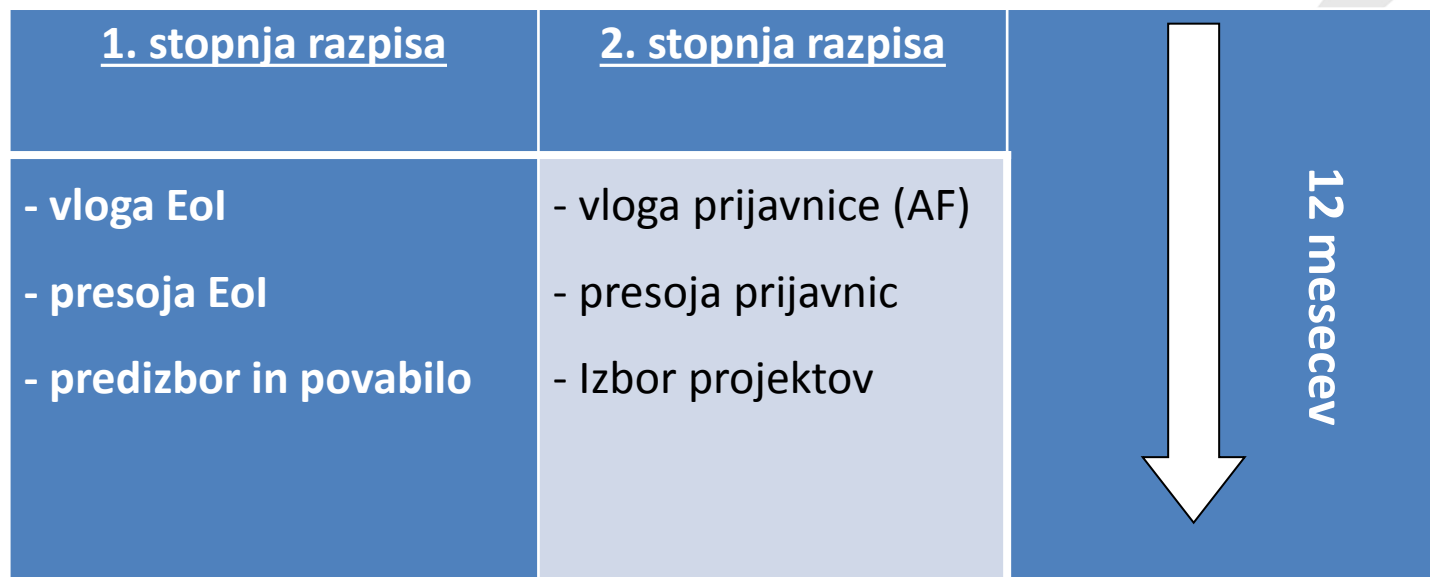 1. stopnja razpisa
2. stopnja razpisa
- vloga EoI
- presoja EoI
- predizbor in povabilo
- vloga prijavnice (AF)
- presoja prijavnic
- Izbor projektov
12 mesecev